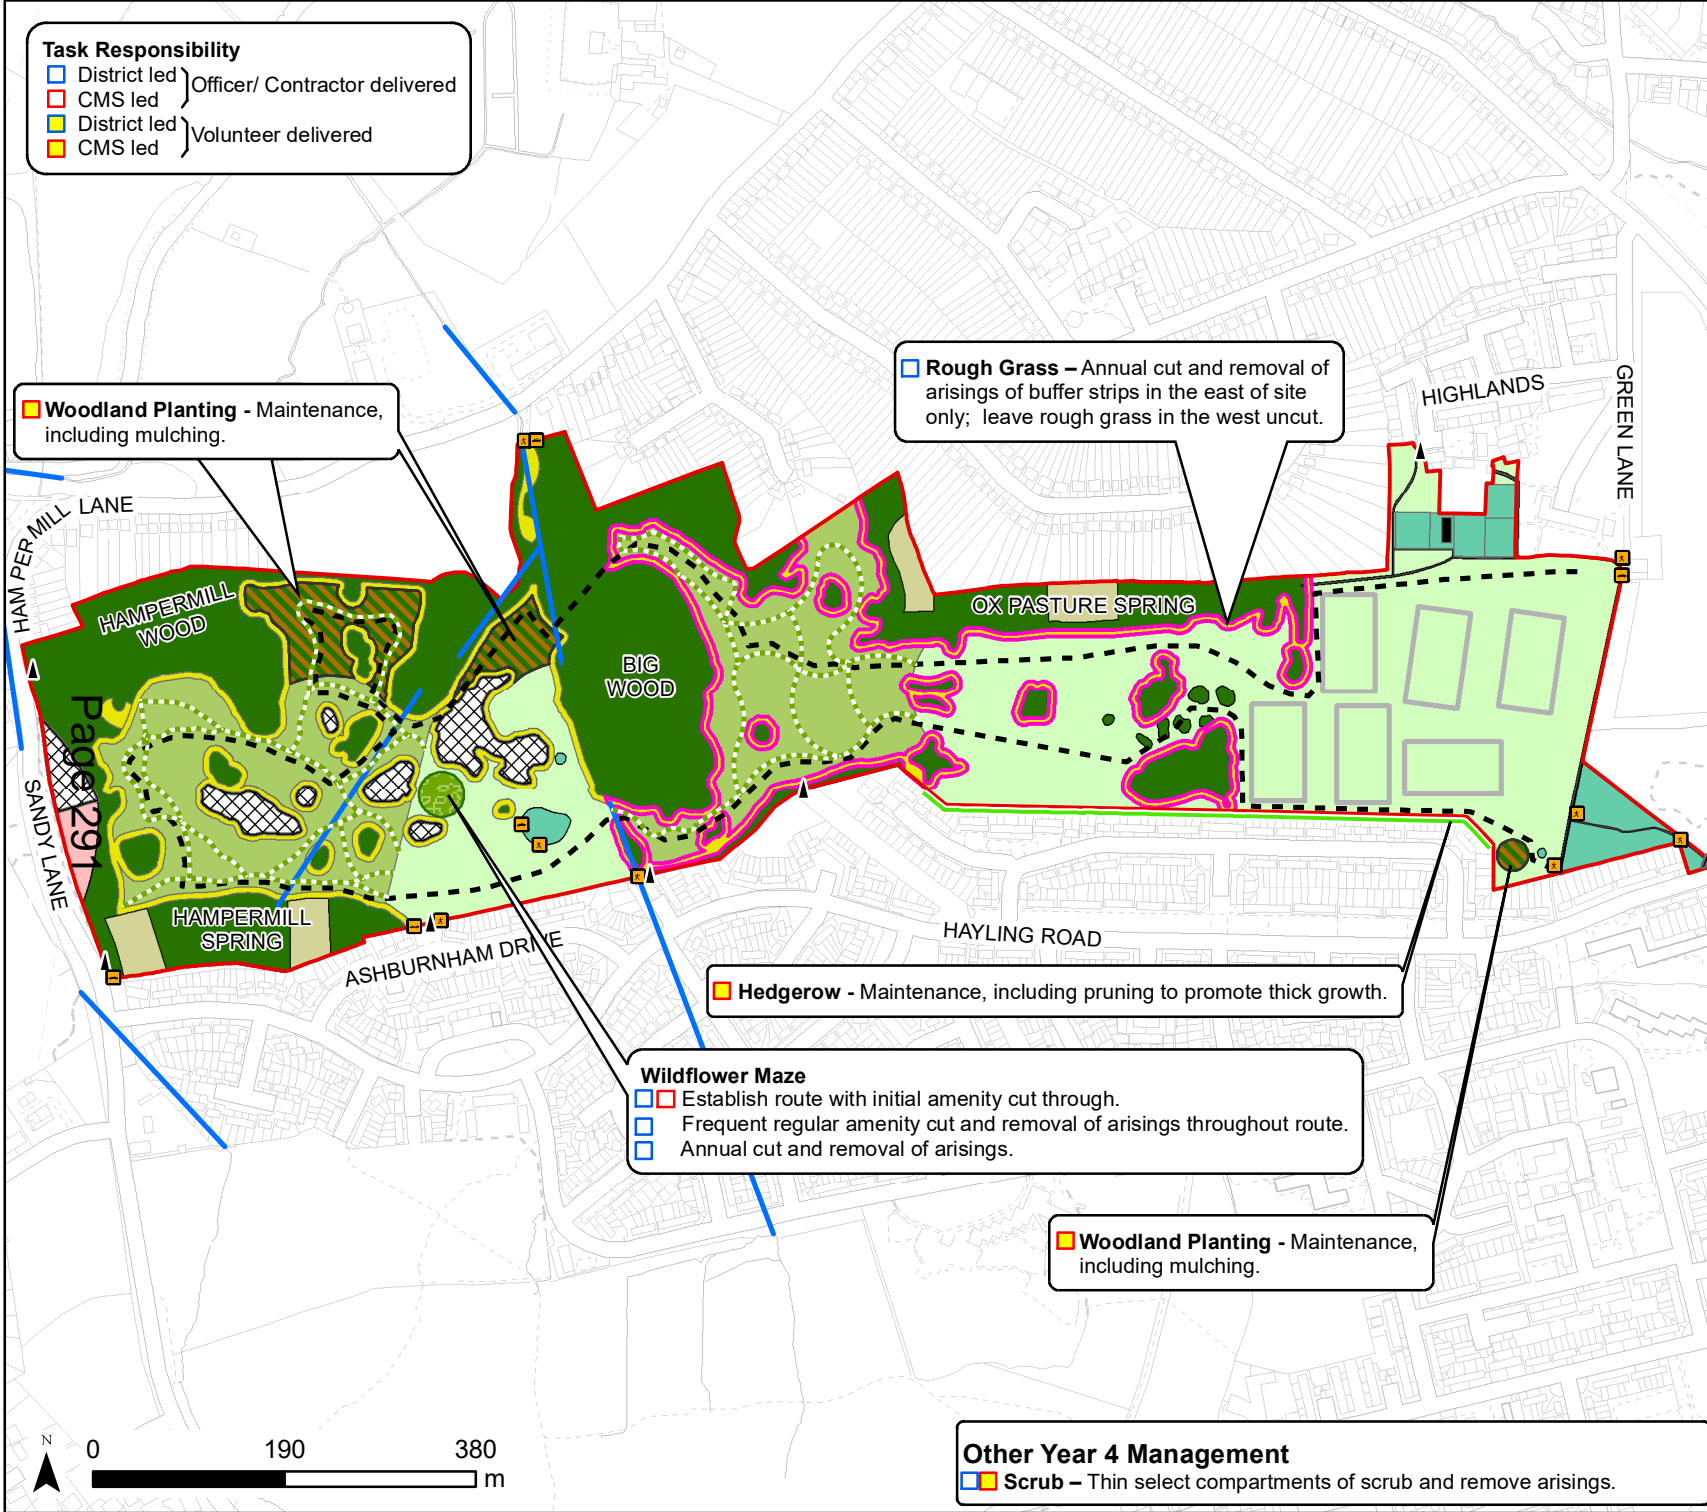 Task Responsibility
District led
CMS led
Officer/ Contractor delivered
District led
CMS led
Volunteer delivered
Woodland Planting - Maintenance,
including mulching.
Rough Grass – Annual cut and removal of
arisings of buffer strips in the east of site
only;  leave rough grass in the west uncut.
HIGHLANDS
GREEN LANE
HAMPERMILL LANE
HAMPERMILL
WOOD
OX PASTURE SPRING
BIG
WOOD
Page 291
SANDY LANE
HAMPERMILL
SPRING
ASHBURNHAM DRIVE
HAYLING ROAD
Hedgerow - Maintenance, including pruning to promote thick growth.
Wildflower Maze
Establish route with initial amenity cut through.
Frequent regular amenity cut and removal of arisings throughout route.
Annual cut and removal of arisings.
Woodland Planting - Maintenance,
including mulching.
N
0 190 380
m
Other Year 4 Management
Scrub – Thin select compartments of scrub and remove arisings.